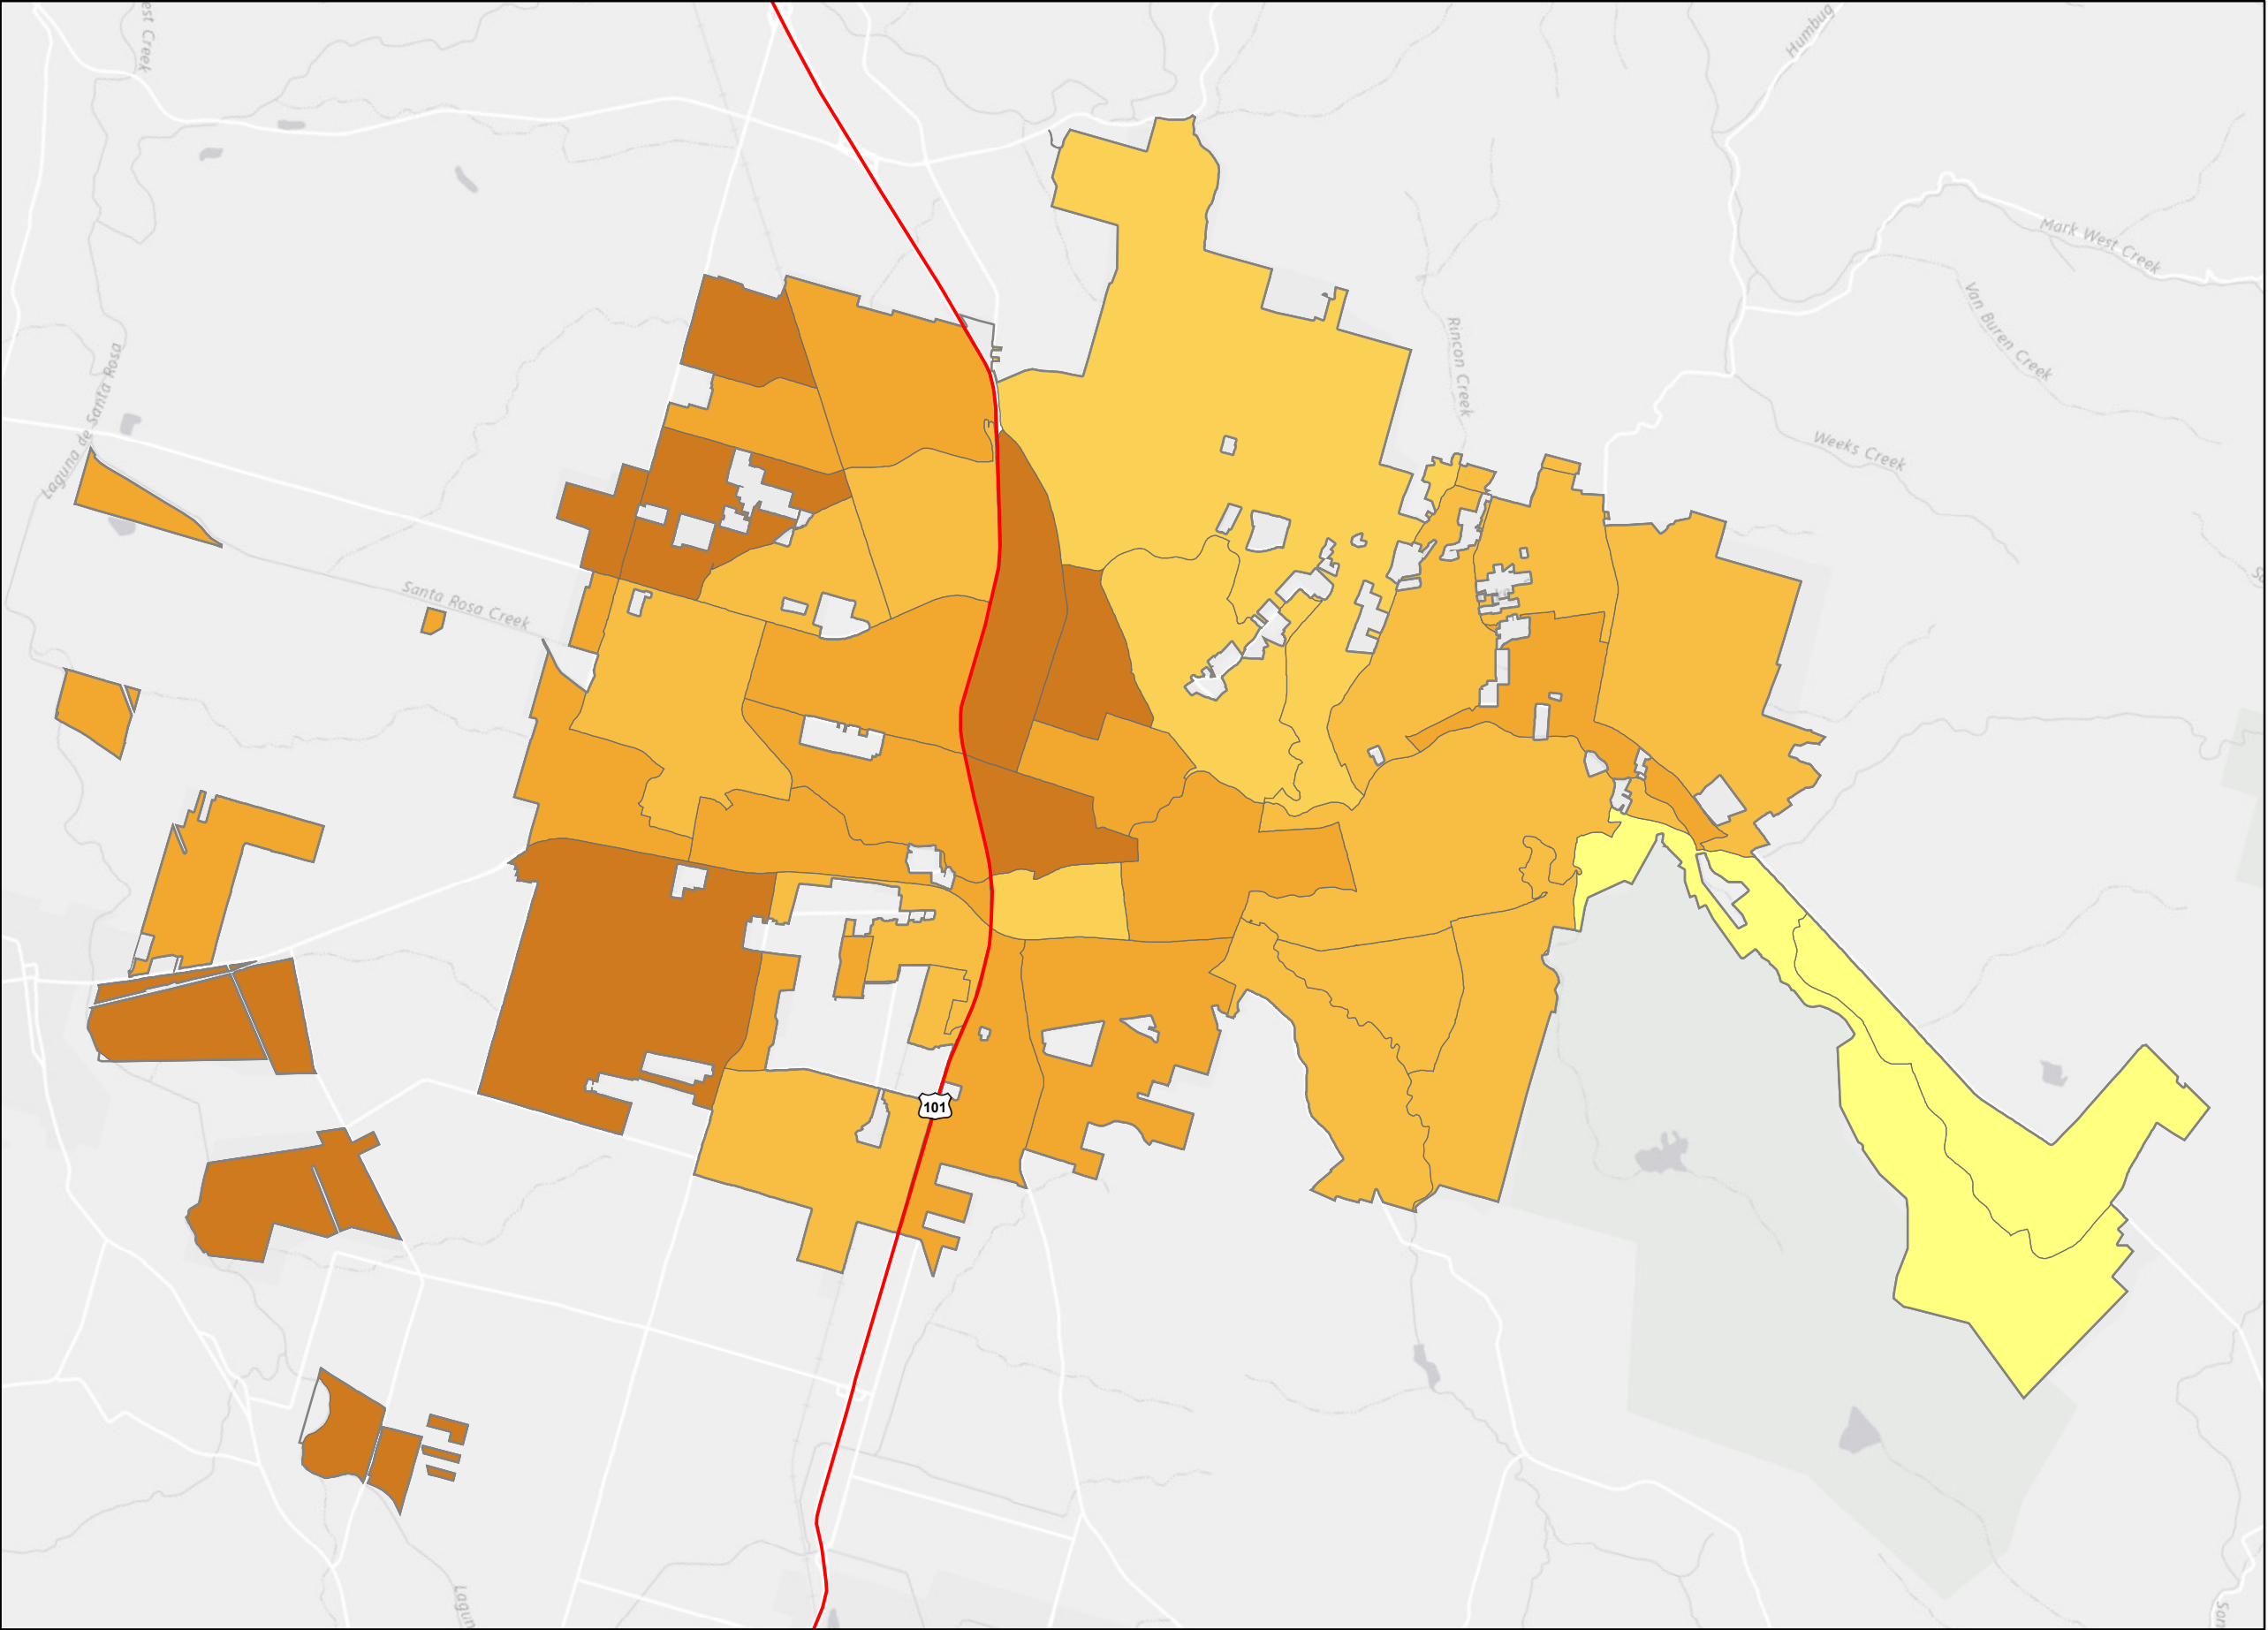 est Creek
Humbug
Mark West Creek
Van Buren Creek
Rincon Creek
Laguna de Santa Rosa
Weeks Creek
Santa Rosa Creek
101
Lagun